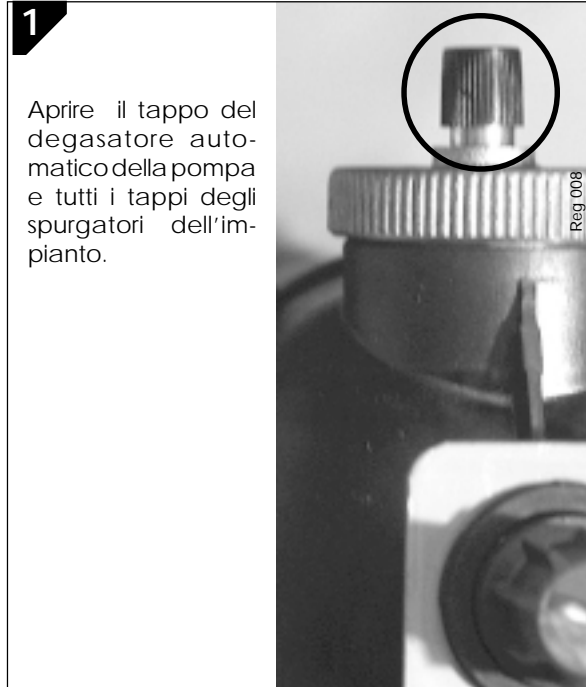 1
Aprire il tappo del
degasatore auto-
matico della pompa
e tutti i tappi degli
spurgatori dell'im-
pianto.
Reg 008